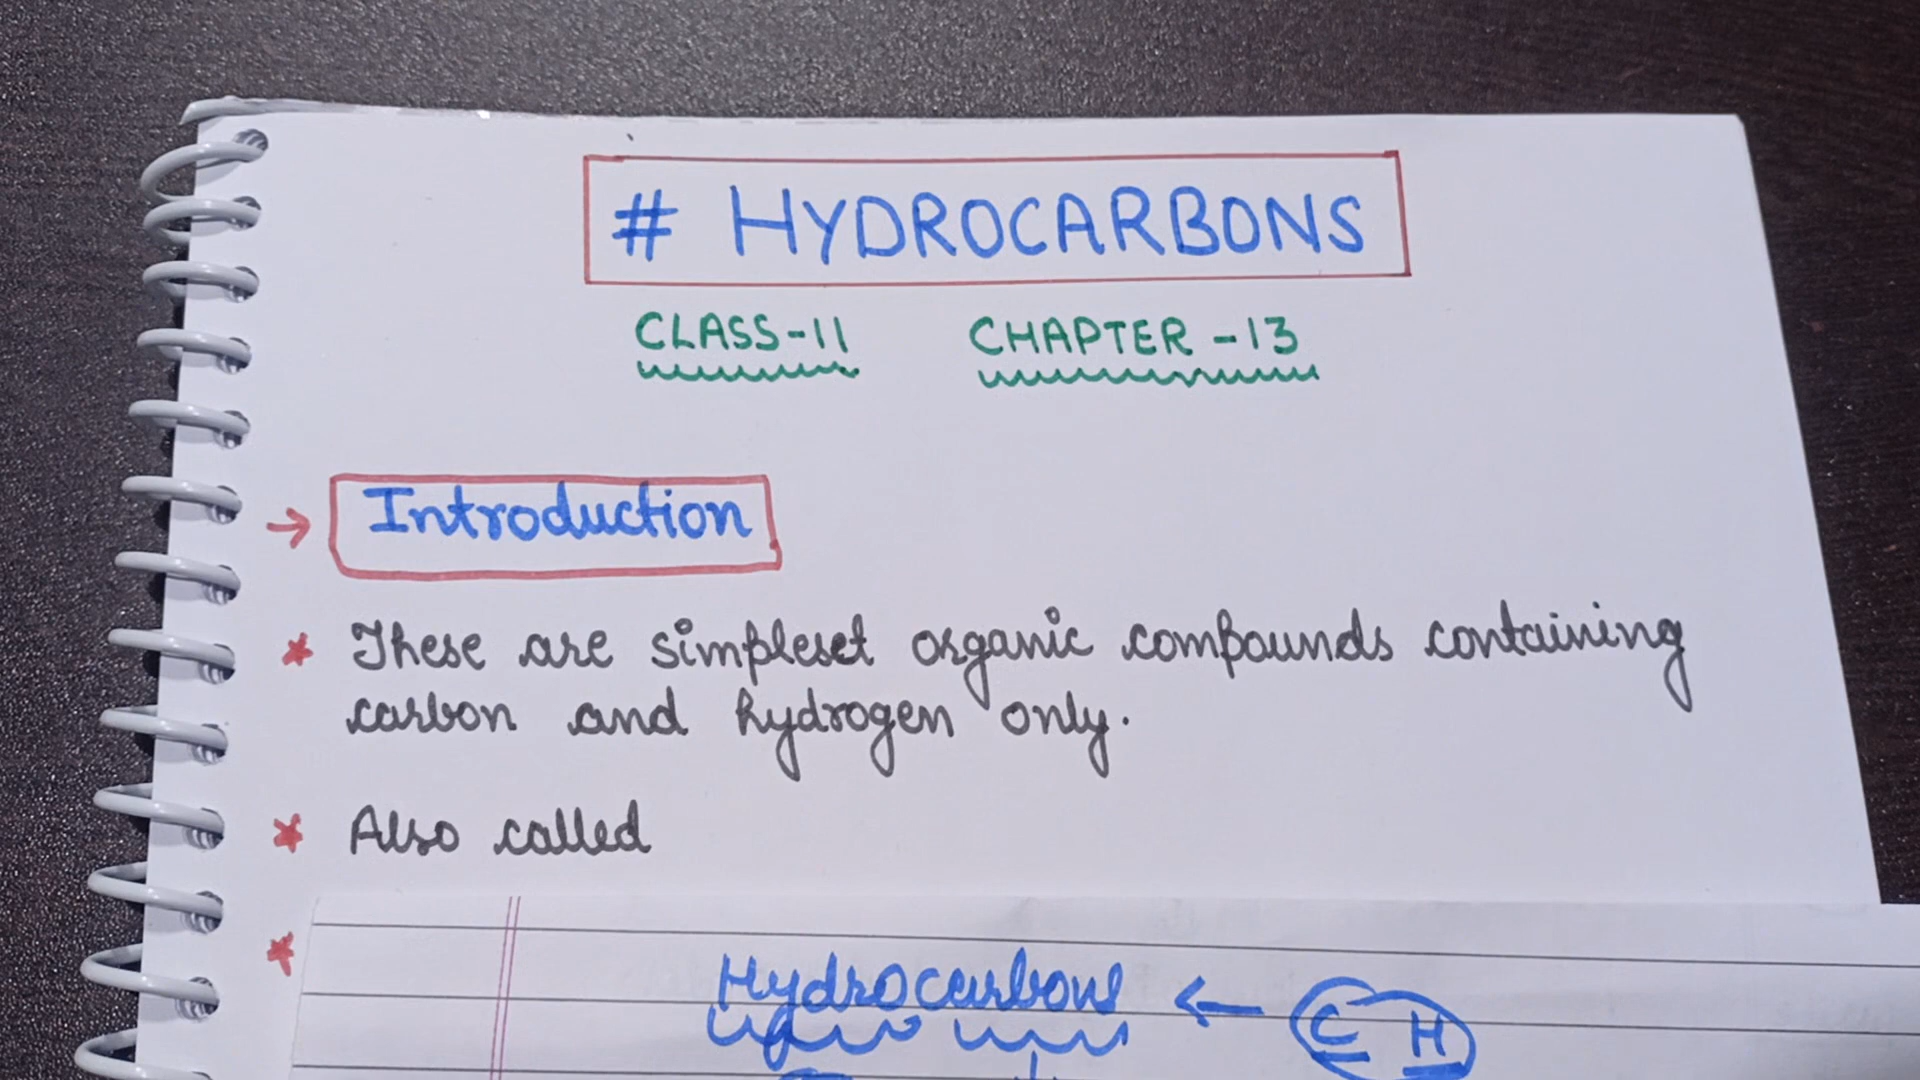 # HYDROCARBONS
CLASS-11 CHAPTER-13
→ Introduction
* These are simpleset organic compounds containing
carbon and hydrogen only.
* Also called
*
Hydrocarbons ← C H